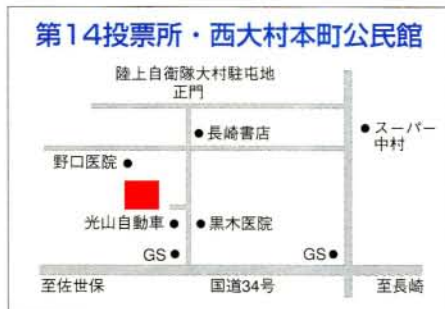 第14投票所・西大村本町公民館
陸上自衛隊大村駐屯地
正門
●長崎書店
●スーパー
中村
野口医院●
光山自動車●
●黒木医院
GS●
GS●
至佐世保
国道34号
至長崎